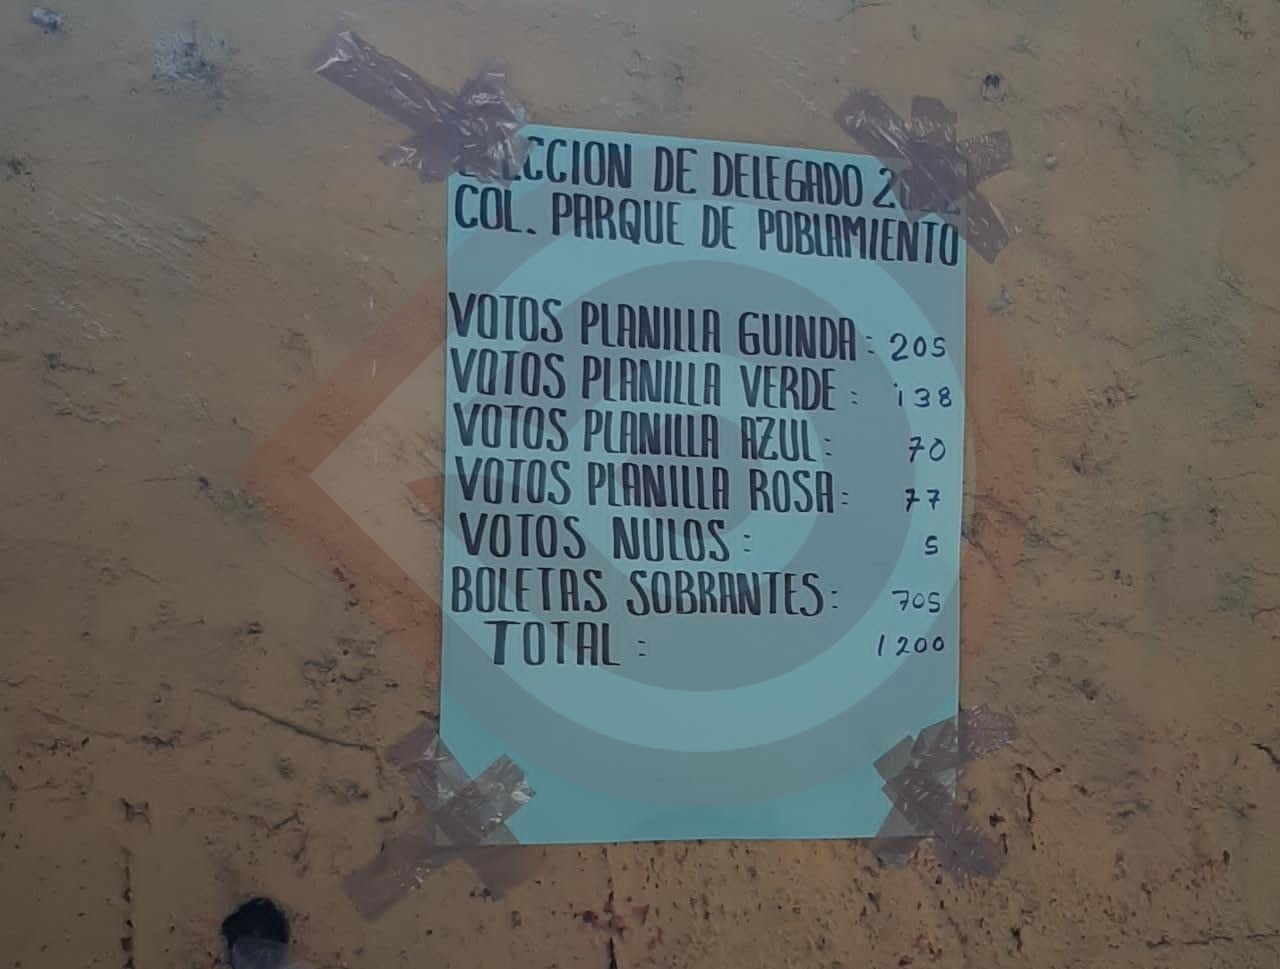 DE DELEGADO
COL. PARQUE DE POBLAMIENTO
VOTOS PLANILLA GUINDA: 205
VOTOS PLANILLA VERDE: 138
VOTOS PLANILLA AZUL: 70
VOTOS PLANILLA ROSA: 77
VOTOS NULOS: 5
BOLETAS SOBRANTES: 705
TOTAL: 1200